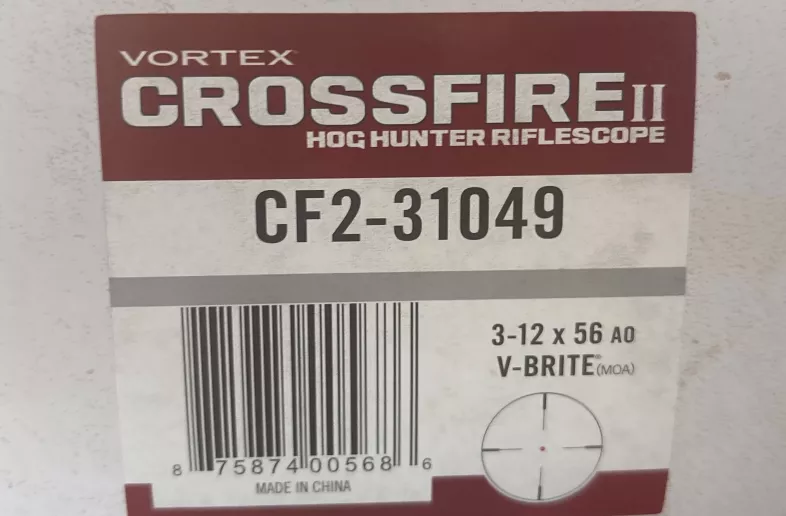 VORTEX
CROSSFIRE II
HOG HUNTER RIFLESCOPE
CF2-31049
3-12 x 56 AO
V-BRITE® (MOA)
8 75874 00568 6
MADE IN CHINA